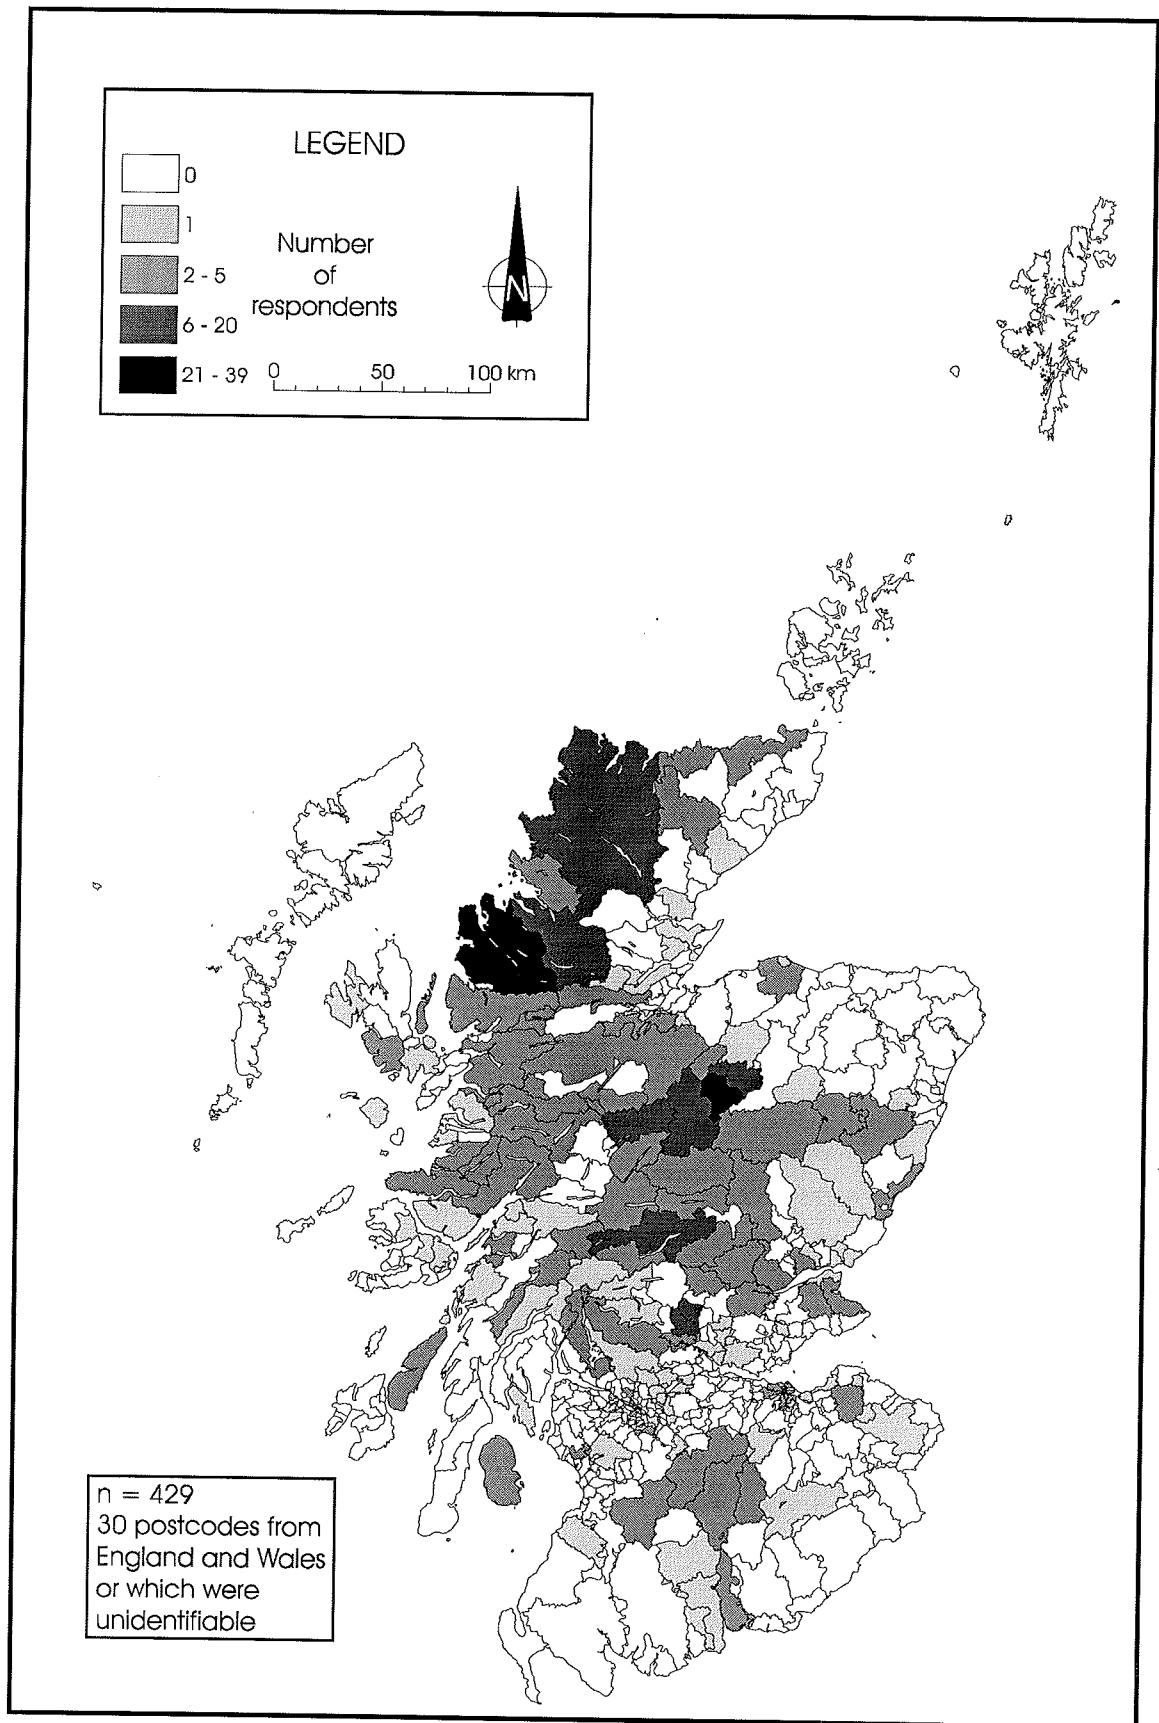 LEGEND
0
1
2 - 5
6 - 20
21 - 39
Number
of
respondents
N
0 50 100 km
n = 429
30 postcodes from
England and Wales
or which were
unidentifiable